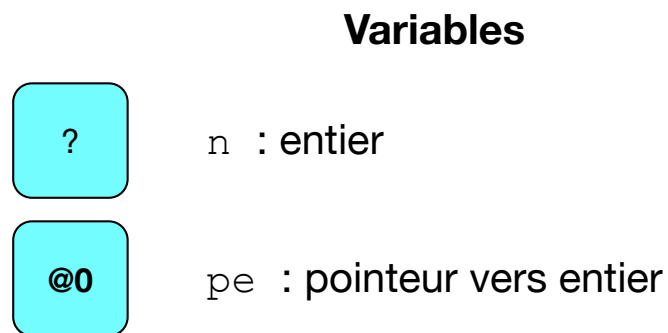 Variables
? n : entier
@0 pe : pointeur vers entier